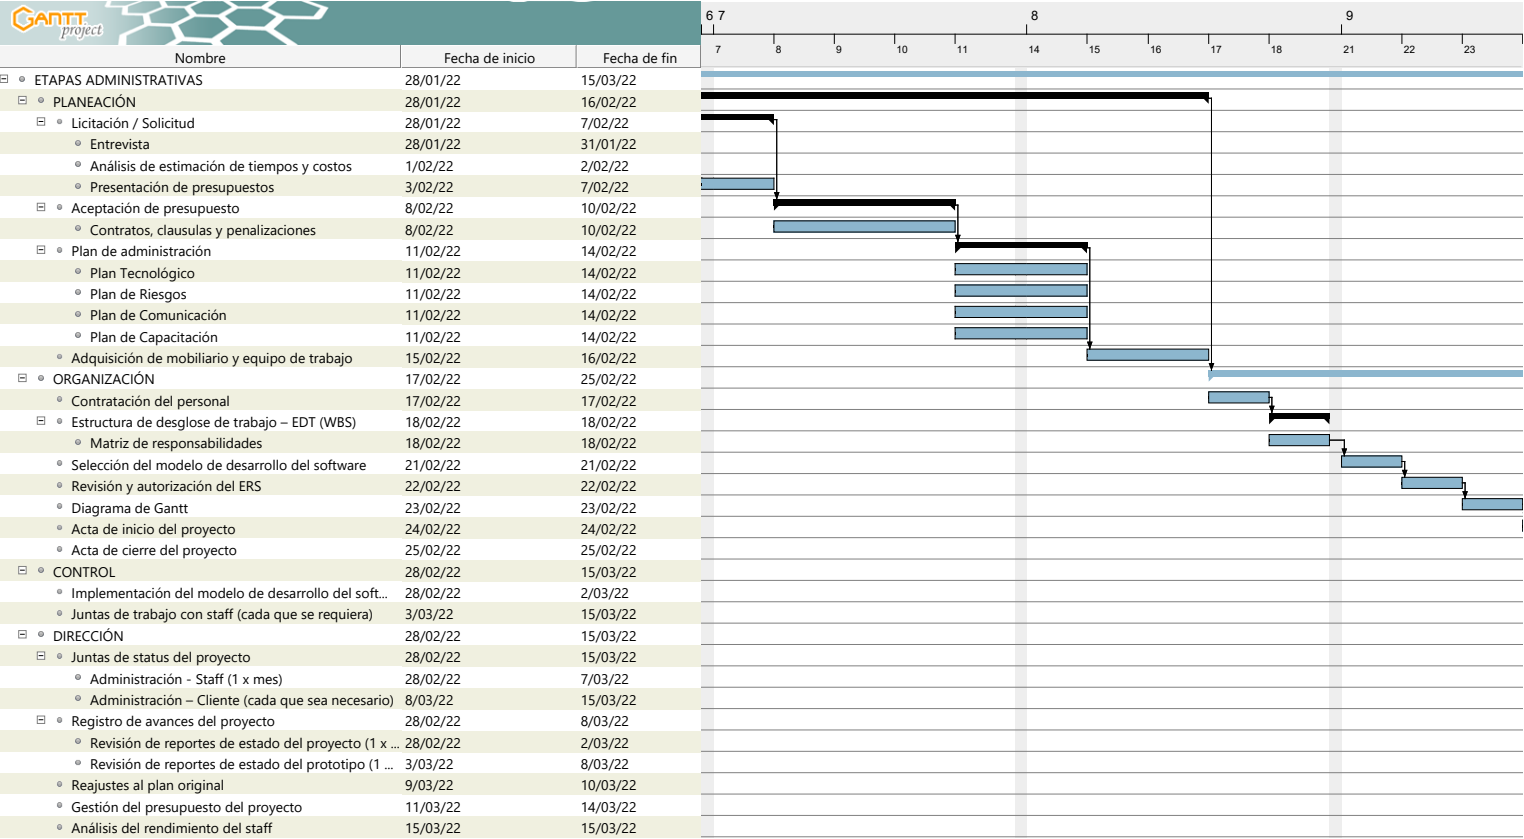 GANTT
project
6 7 8 9
Nombre Fecha de inicio Fecha de fin 7 8 9 10 11 14 15 16 17 18 21 22 23
ETAPAS ADMINISTRATIVAS 28/01/22 15/03/22
PLANEACIÓN 28/01/22 16/02/22
Licitación / Solicitud 28/01/22 7/02/22
Entrevista 28/01/22 31/01/22
Análisis de estimación de tiempos y costos 1/02/22 2/02/22
Presentación de presupuestos 3/02/22 7/02/22
Aceptación de presupuesto 8/02/22 10/02/22
Contratos, clausulas y penalizaciones 8/02/22 10/02/22
Plan de administración 11/02/22 14/02/22
Plan Tecnológico 11/02/22 14/02/22
Plan de Riesgos 11/02/22 14/02/22
Plan de Comunicación 11/02/22 14/02/22
Plan de Capacitación 11/02/22 14/02/22
Adquisición de mobiliario y equipo de trabajo 15/02/22 16/02/22
ORGANIZACIÓN 17/02/22 25/02/22
Contratación del personal 17/02/22 17/02/22
Estructura de desglose de trabajo – EDT (WBS) 18/02/22 18/02/22
Matriz de responsabilidades 18/02/22 18/02/22
Selección del modelo de desarrollo del software 21/02/22 21/02/22
Revisión y autorización del ERS 22/02/22 22/02/22
Diagrama de Gantt 23/02/22 23/02/22
Acta de inicio del proyecto 24/02/22 24/02/22
Acta de cierre del proyecto 25/02/22 25/02/22
CONTROL 28/02/22 15/03/22
Implementación del modelo de desarrollo del soft... 28/02/22 2/03/22
Juntas de trabajo con staff (cada que se requiera) 3/03/22 15/03/22
DIRECCIÓN 28/02/22 15/03/22
Juntas de status del proyecto 28/02/22 15/03/22
Administración - Staff (1 x mes) 28/02/22 7/03/22
Administración – Cliente (cada que sea necesario) 8/03/22 15/03/22
Registro de avances del proyecto 28/02/22 8/03/22
Revisión de reportes de estado del proyecto (1 x ... 28/02/22 2/03/22
Revisión de reportes de estado del prototipo (1 ... 3/03/22 8/03/22
Reajustes al plan original 9/03/22 10/03/22
Gestión del presupuesto del proyecto 11/03/22 14/03/22
Análisis del rendimiento del staff 15/03/22 15/03/22